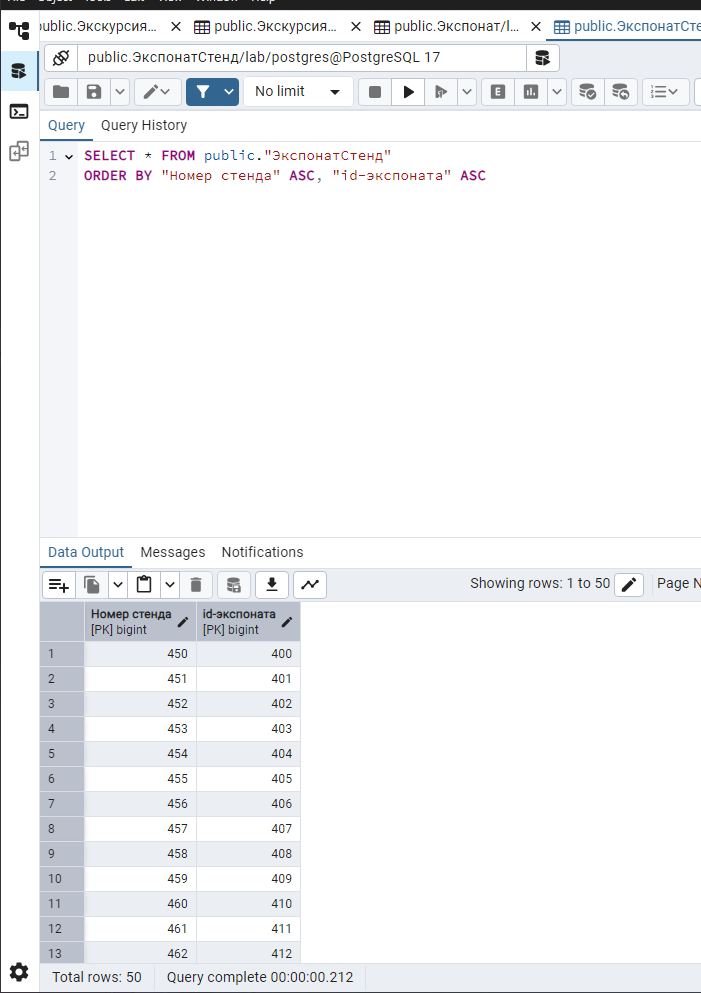 public.Экскурсия...
public.Экскурсия...
public.Экспонат/l...
public.ЭкспонатСте
public.ЭкспонатСтенд/lab/postgres@PostgreSQL 17
No limit
E
Query
Query History
1
SELECT * FROM public."ЭкспонатСтенд"
2
ORDER BY "Номер стенда" ASC, "id-экспоната" ASC
Data Output
Messages
Notifications
Showing rows: 1 to 50
Page N
Номер стенда
[PK] bigint
id-экспоната
[PK] bigint
1 450 400
2 451 401
3 452 402
4 453 403
5 454 404
6 455 405
7 456 406
8 457 407
9 458 408
10 459 409
11 460 410
12 461 411
13 462 412
Total rows: 50
Query complete 00:00:00.212